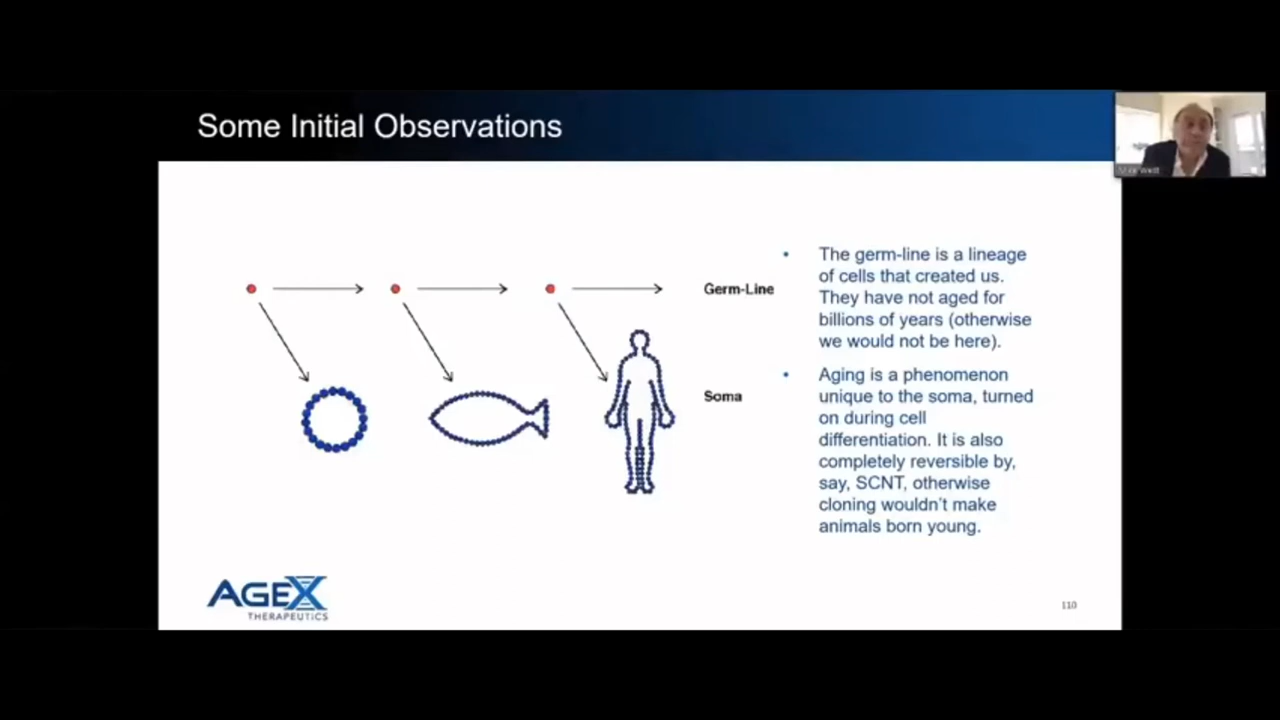 Some Initial Observations
Germ-Line
Soma
• The germ-line is a lineage
of cells that created us.
They have not aged for
billions of years (otherwise
we would not be here).
• Aging is a phenomenon
unique to the soma, turned
on during cell
differentiation. It is also
completely reversible by,
say, SCNT, otherwise
cloning wouldn't make
animals born young.
AGEX
THERAPEUTICS
110